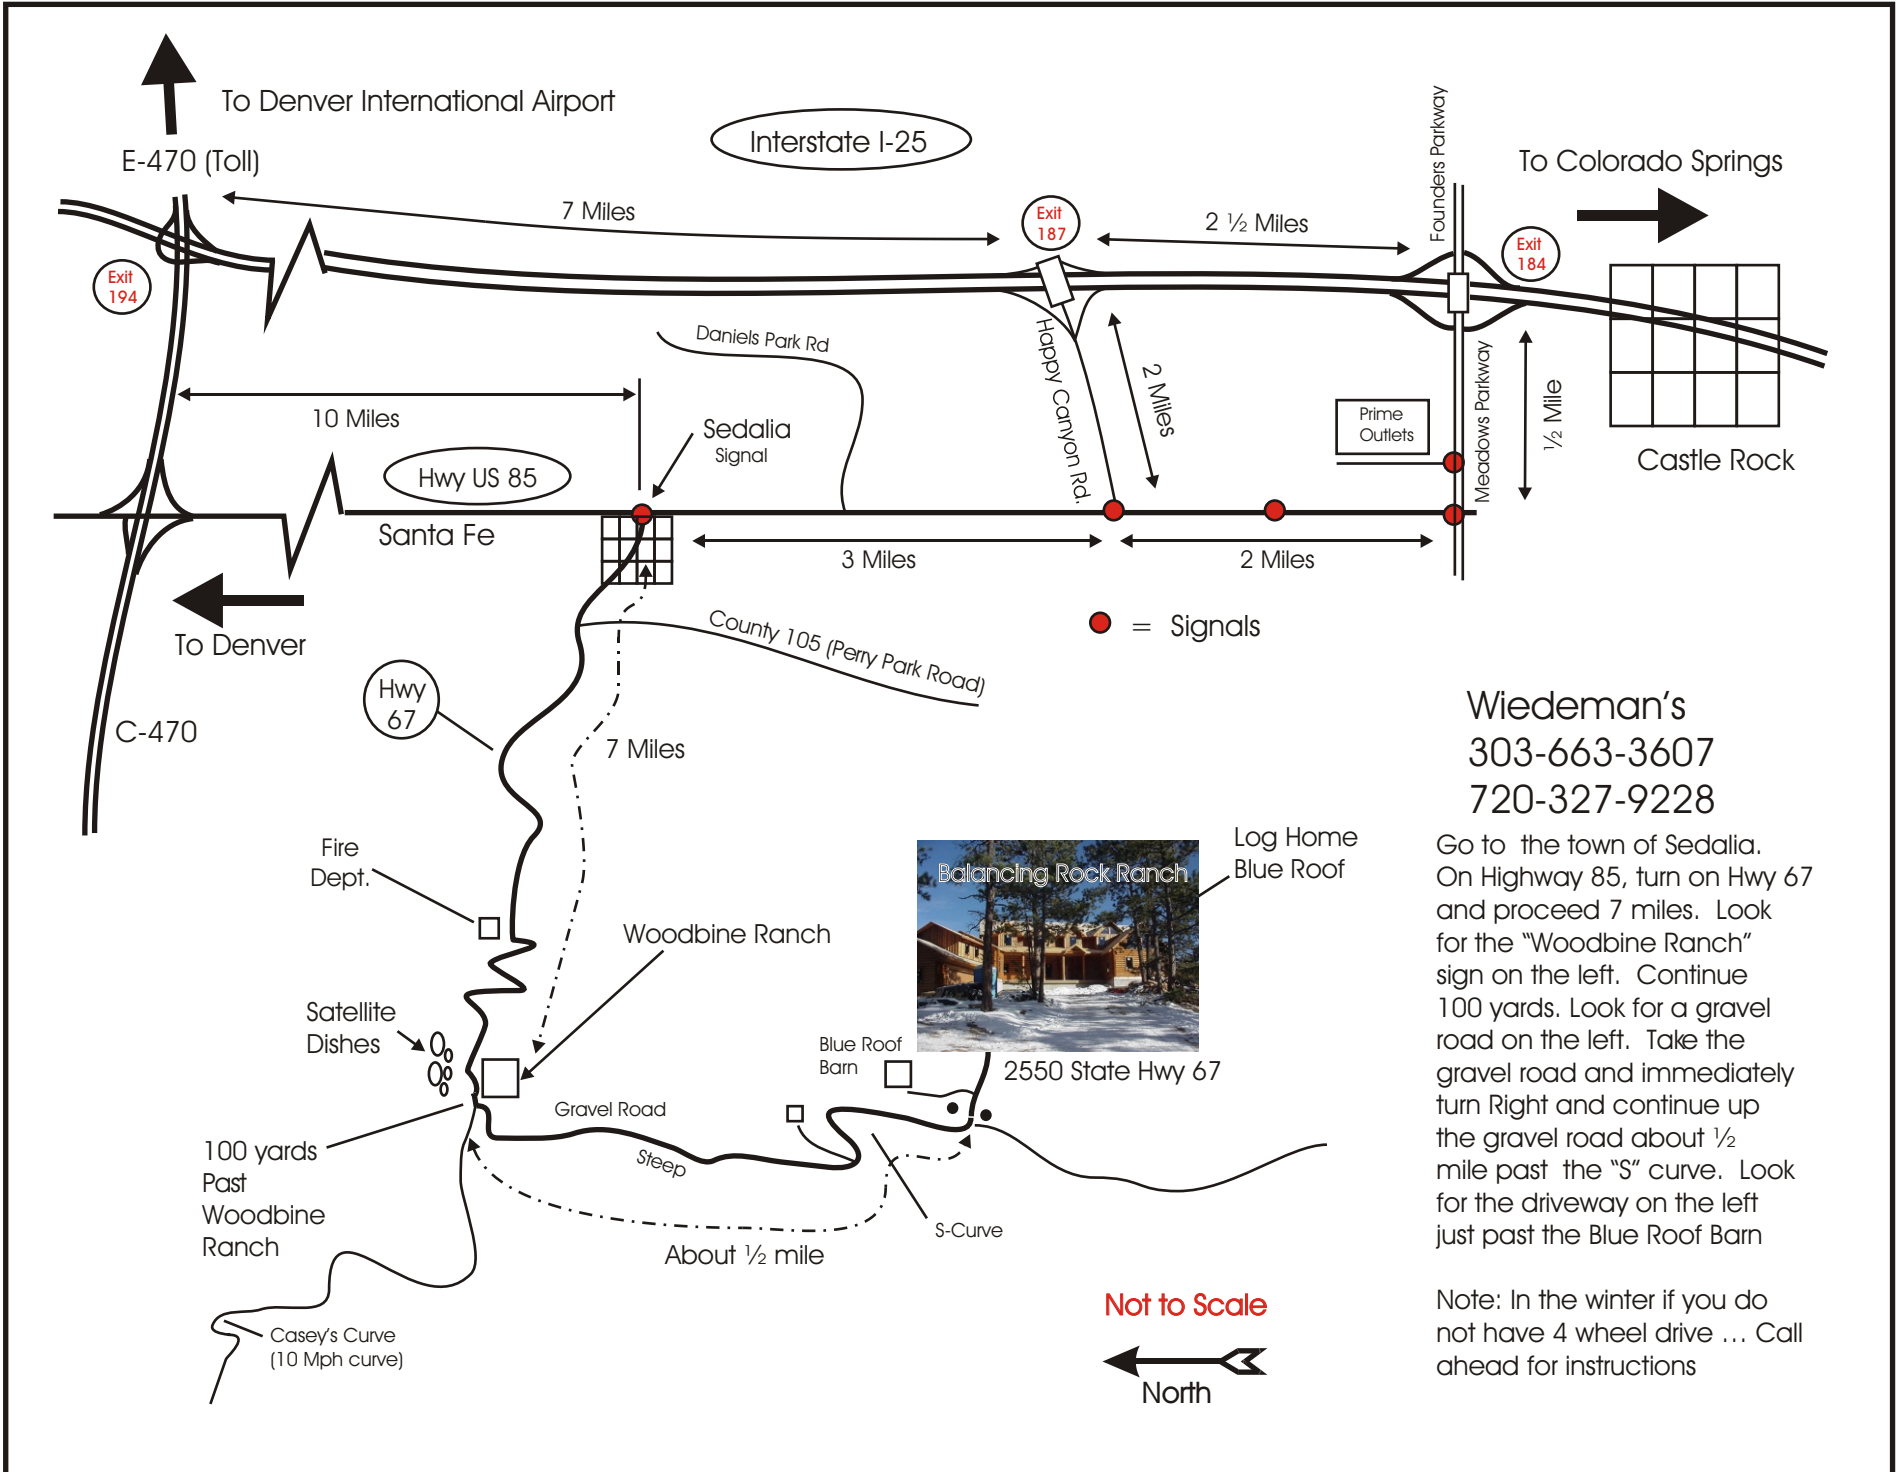 To Denver International Airport
E-470 (Toll)
Interstate I-25
Founders Parkway
To Colorado Springs
7 Miles
Exit
187
2 ½ Miles
Exit
184
Exit
194
Daniels Park Rd
Happy Canyon Rd.
2 Miles
Prime
Outlets
Meadows Parkway
½ Mile
Castle Rock
10 Miles
Sedalia
Signal
Hwy US 85
Santa Fe
3 Miles
2 Miles
To Denver
County 105 (Perry Park Road)
= Signals
Hwy
67
C-470
7 Miles
Wiedeman's
303-663-3607
720-327-9228
Fire
Dept.
Woodbine Ranch
Balancing Rock Ranch
Log Home
Blue Roof
Satellite
Dishes
Blue Roof
Barn
2550 State Hwy 67
Gravel Road
Steep
100 yards
Past
Woodbine
Ranch
S-Curve
About ½ mile
Casey's Curve
(10 Mph curve)
Not to Scale
North
Go to the town of Sedalia.
On Highway 85, turn on Hwy 67
and proceed 7 miles. Look
for the "Woodbine Ranch"
sign on the left. Continue
100 yards. Look for a gravel
road on the left. Take the
gravel road and immediately
turn Right and continue up
the gravel road about ½
mile past the "S" curve. Look
for the driveway on the left
just past the Blue Roof Barn
Note: In the winter if you do
not have 4 wheel drive ... Call
ahead for instructions